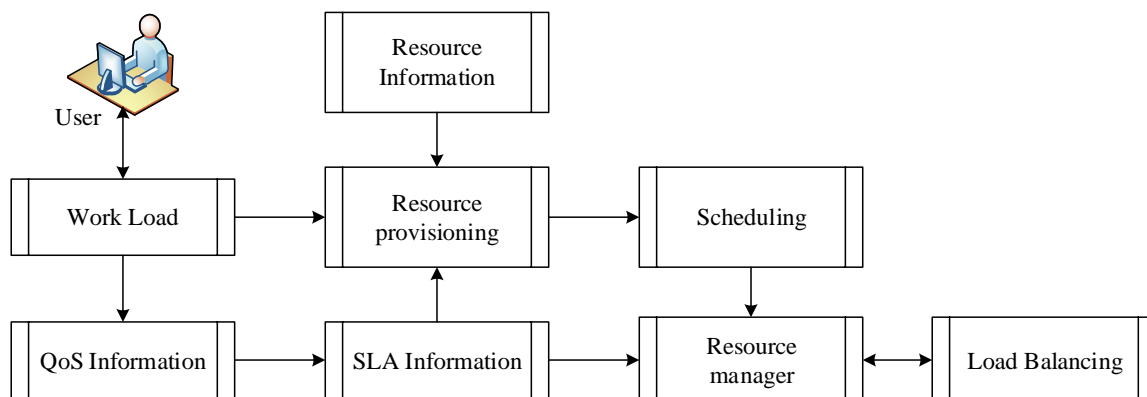 Resource
Information
User
Work Load
Resource
provisioning
Scheduling
QoS Information
SLA Information
Resource
manager
Load Balancing